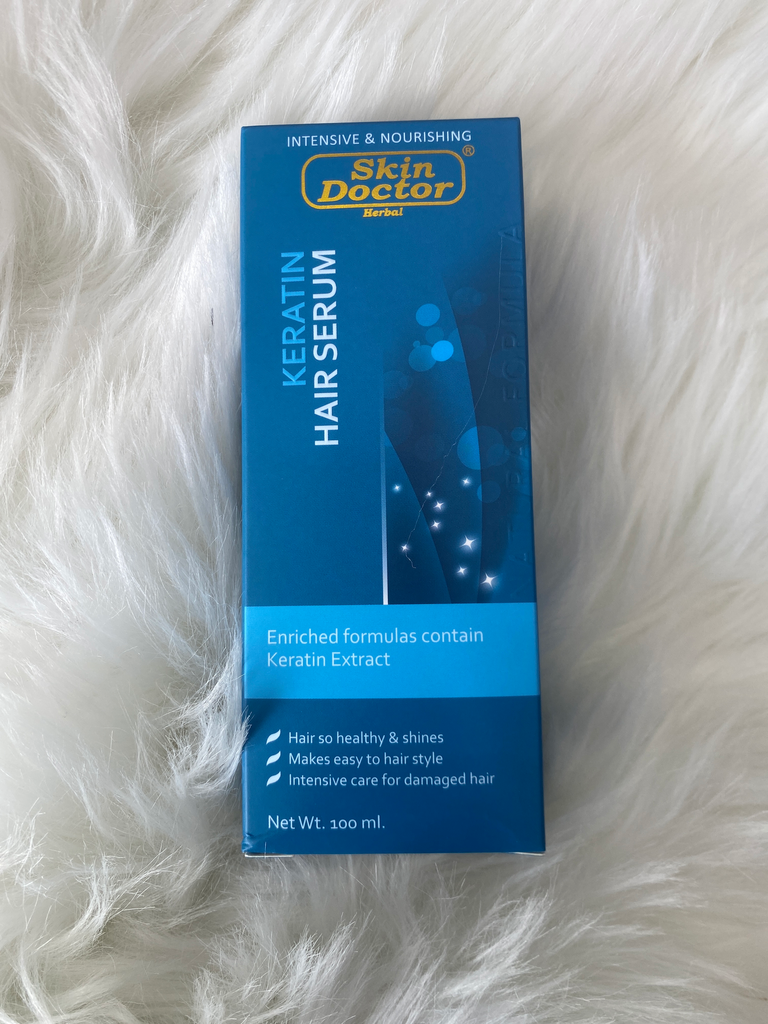 INTENSIVE & NOURISHING
Skin
Doctor®
Herbal
KERATIN
HAIR SERUM
FORMULA
Enriched formulas contain
Keratin Extract
Hair so healthy & shines
Makes easy to hair style
Intensive care for damaged hair
Net Wt. 100 ml.